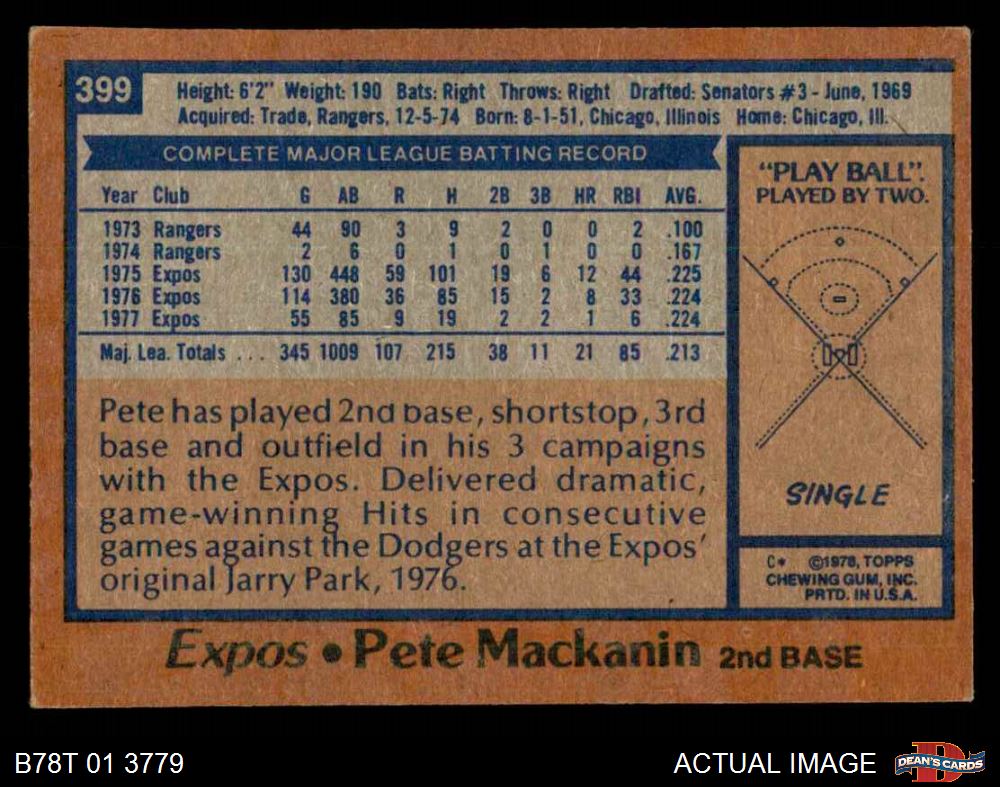 399
Height: 6'2" Weight: 190 Bats: Right Throws: Right Drafted: Senators #3 - June, 1969
Acquired: Trade, Rangers, 12-5-74 Born: 8-1-51, Chicago, Illinois Home: Chicago, Ill.
COMPLETE MAJOR LEAGUE BATTING RECORD
Year Club G AB R H 2B 3B HR RBI AVG.
1973 Rangers 44 90 3 9 2 0 0 2 .100
1974 Rangers 2 6 0 1 0 1 0 0 .167
1975 Expos 130 448 59 101 19 6 12 44 .225
1976 Expos 114 380 36 85 15 2 8 33 .224
1977 Expos 55 85 9 19 2 2 1 6 .224
Maj. Lea. Totals ... 345 1009 107 215 38 11 21 85 .213
Pete has played 2nd base, shortstop, 3rd
base and outfield in his 3 campaigns
with the Expos. Delivered dramatic,
game-winning Hits in consecutive
games against the Dodgers at the Expos'
original Jarry Park, 1976.
"PLAY BALL".
PLAYED BY TWO.
SINGLE
C* ©1978, TOPPS
CHEWING GUM, INC.
PRTD. IN U.S.A.
Expos • Pete Mackanin 2nd BASE
B78T 01 3779
ACTUAL IMAGE
DEAN'S CARDS